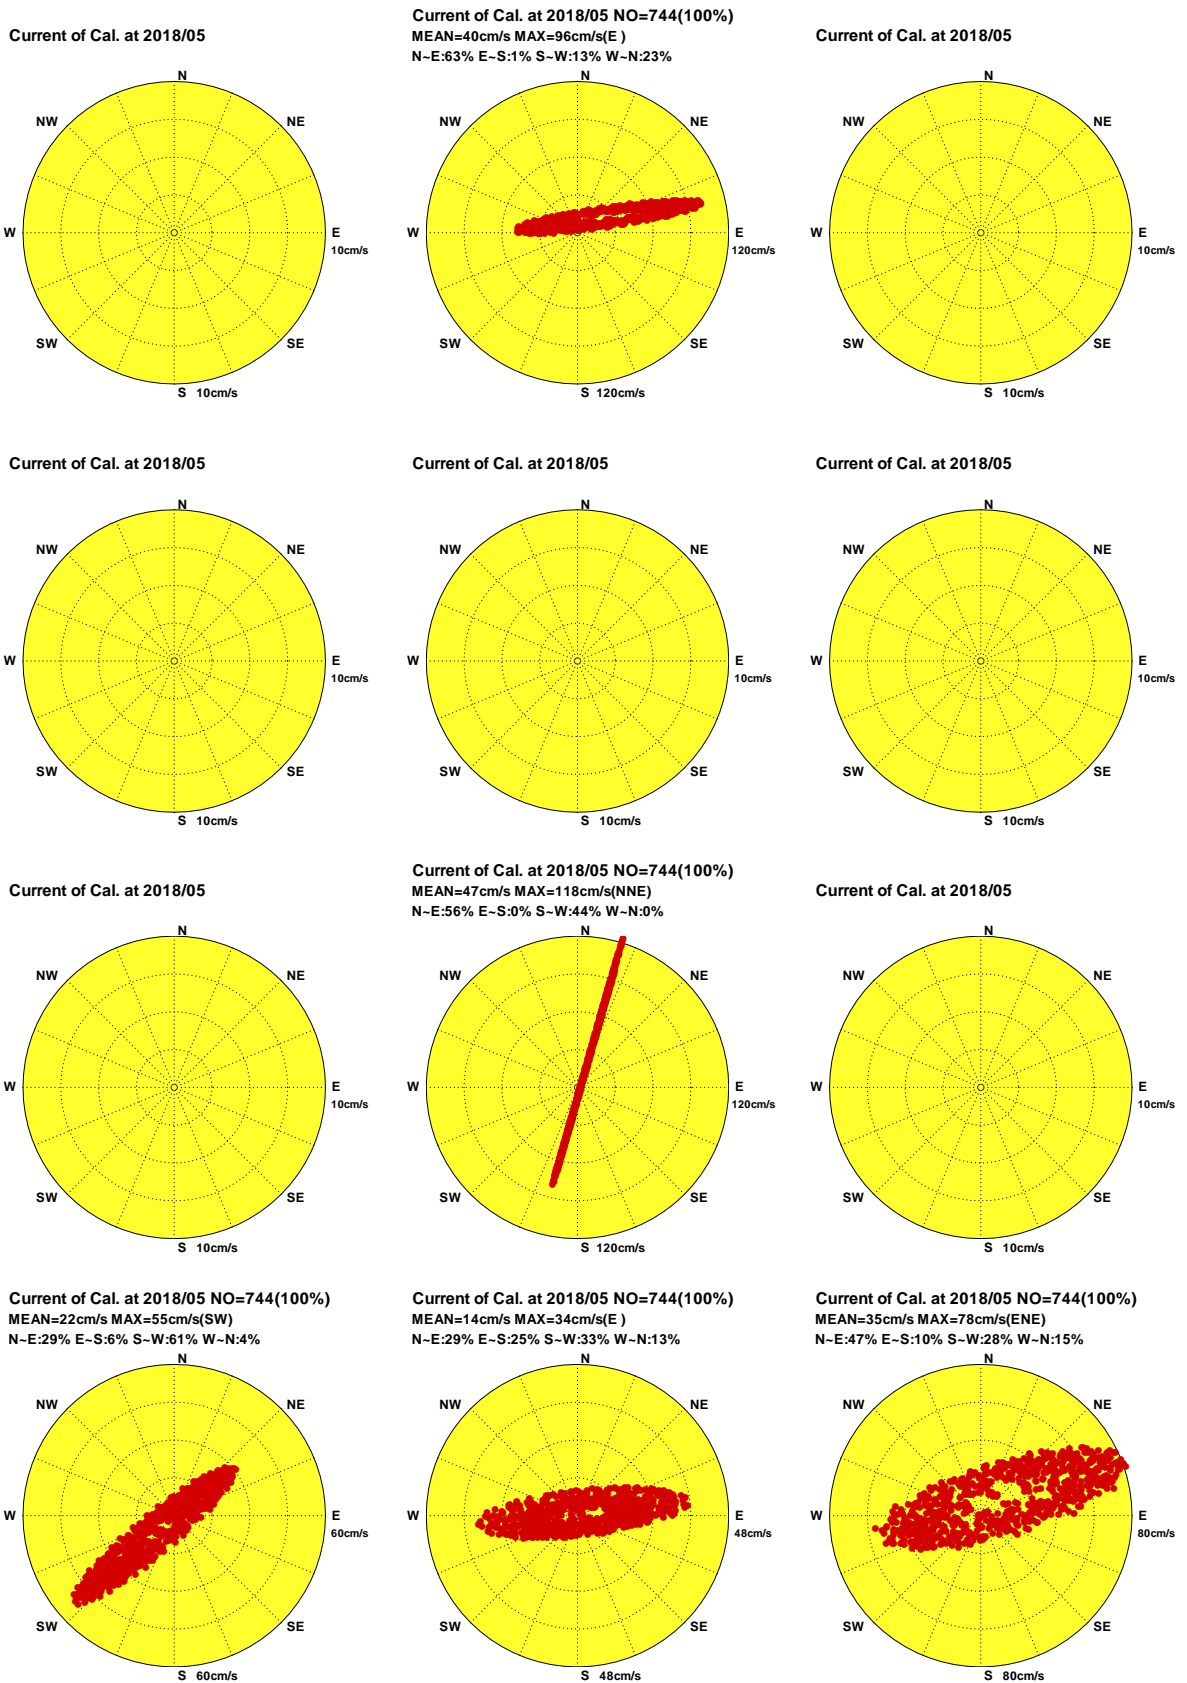 Current of Cal. at 2018/05
N
NW
NE
W
E
10cm/s
SW
SE
S 10cm/s
Current of Cal. at 2018/05 NO=744(100%)
MEAN=40cm/s MAX=96cm/s(E )
N~E:63% E~S:1% S~W:13% W~N:23%
N
NW
NE
W
E
120cm/s
SW
SE
S 120cm/s
Current of Cal. at 2018/05
N
NW
NE
W
E
10cm/s
SW
SE
S 10cm/s
Current of Cal. at 2018/05
N
NW
NE
W
E
10cm/s
SW
SE
S 10cm/s
Current of Cal. at 2018/05
N
NW
NE
W
E
10cm/s
SW
SE
S 10cm/s
Current of Cal. at 2018/05
N
NW
NE
W
E
10cm/s
SW
SE
S 10cm/s
Current of Cal. at 2018/05
N
NW
NE
W
E
10cm/s
SW
SE
S 10cm/s
Current of Cal. at 2018/05 NO=744(100%)
MEAN=47cm/s MAX=118cm/s(NNE)
N~E:56% E~S:0% S~W:44% W~N:0%
N
NW
NE
W
E
120cm/s
SW
SE
S 120cm/s
Current of Cal. at 2018/05
N
NW
NE
W
E
10cm/s
SW
SE
S 10cm/s
Current of Cal. at 2018/05 NO=744(100%)
MEAN=22cm/s MAX=55cm/s(SW)
N~E:29% E~S:6% S~W:61% W~N:4%
N
NW
NE
W
E
60cm/s
SW
SE
S 60cm/s
Current of Cal. at 2018/05 NO=744(100%)
MEAN=14cm/s MAX=34cm/s(E )
N~E:29% E~S:25% S~W:33% W~N:13%
N
NW
NE
W
E
48cm/s
SW
SE
S 48cm/s
Current of Cal. at 2018/05 NO=744(100%)
MEAN=35cm/s MAX=78cm/s(ENE)
N~E:47% E~S:10% S~W:28% W~N:15%
N
NW
NE
W
E
80cm/s
SW
SE
S 80cm/s